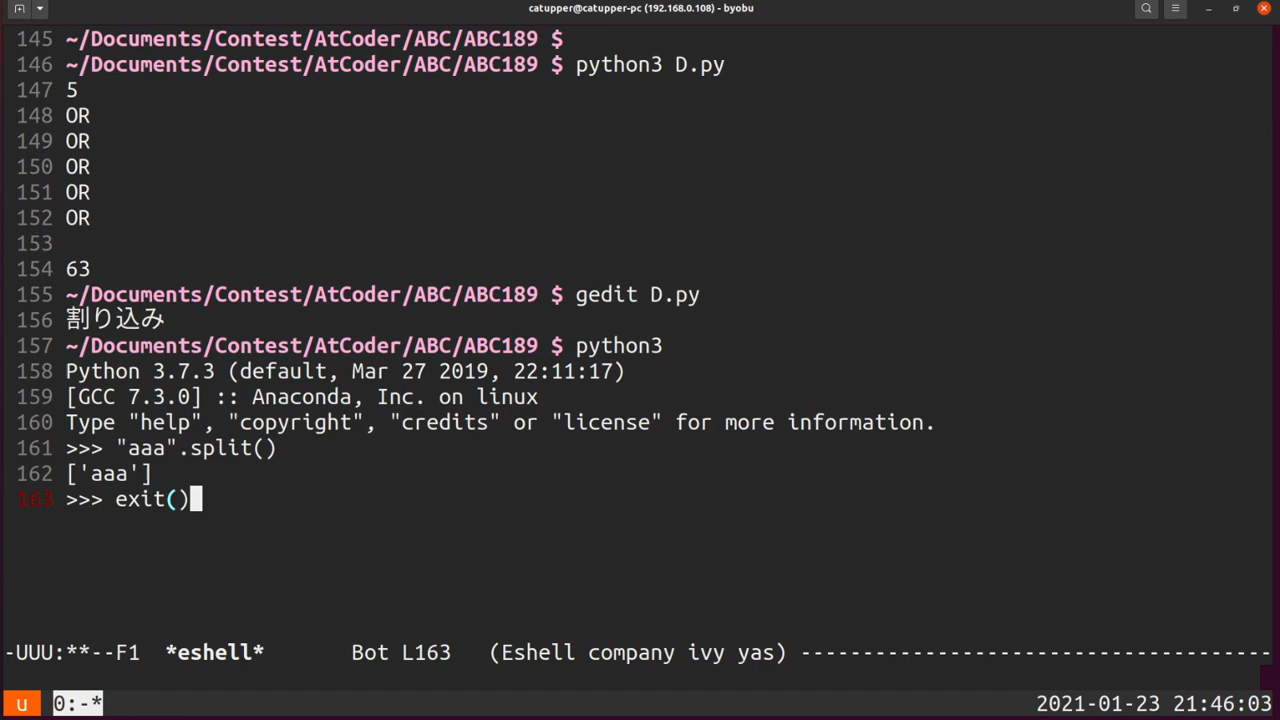 catupper@catupper-pc (192.168.0.108) - byobu
145 ~/Documents/Contest/AtCoder/ABC/ABC189 $
146 ~/Documents/Contest/AtCoder/ABC/ABC189 $ python3 D.py
147 5
148 OR
149 OR
150 OR
151 OR
152 OR
153
154 63
155 ~/Documents/Contest/AtCoder/ABC/ABC189 $ gedit D.py
156 割り込み
157 ~/Documents/Contest/AtCoder/ABC/ABC189 $ python3
158 Python 3.7.3 (default, Mar 27 2019, 22:11:17)
159 [GCC 7.3.0] :: Anaconda, Inc. on linux
160 Type "help", "copyright", "credits" or "license" for more information.
161 >>> "aaa".split()
162 ['aaa']
163 >>> exit()
-UUU:**--F1 *eshell* Bot L163 (Eshell company ivy yas) --------------------------------------
u 0:-* 2021-01-23 21:46:03